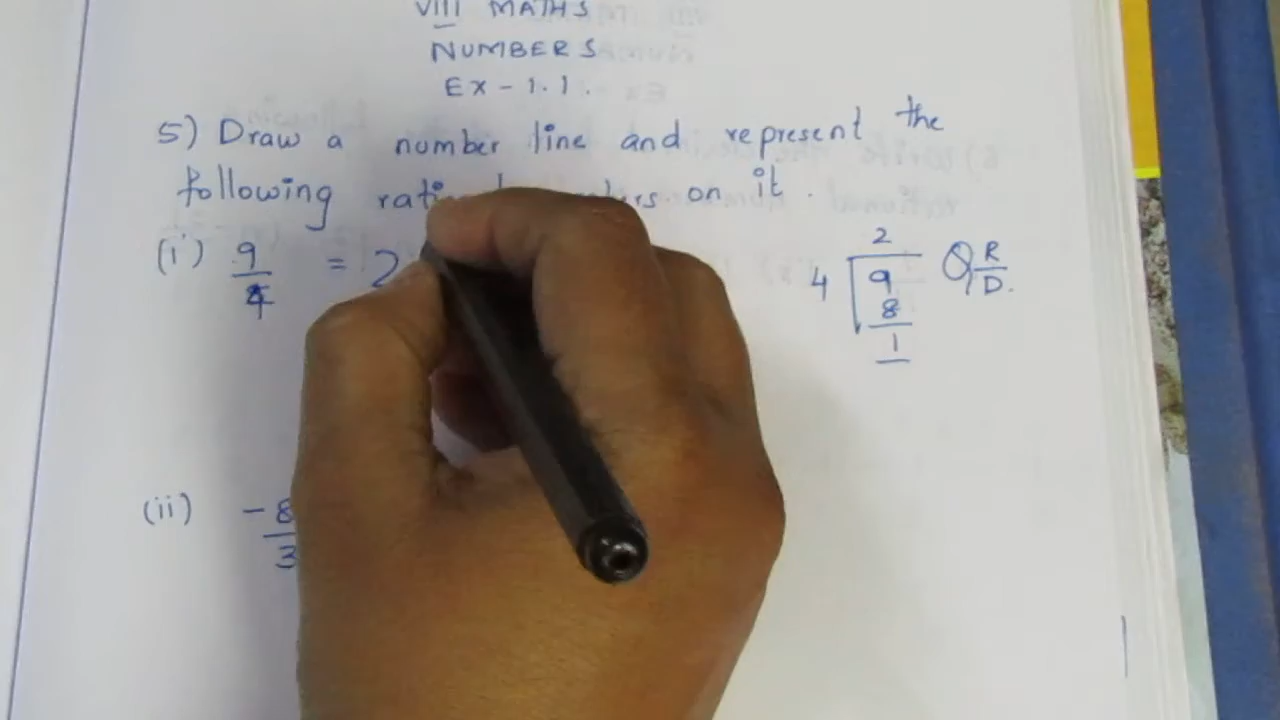 VIII MATHS
NUMBERS
Ex - 1.1.
5) Draw a number line and represent the
following on it.
(i) 9/4 = 2
2
4 9 Q R/D.
8
1
(ii) -8/3